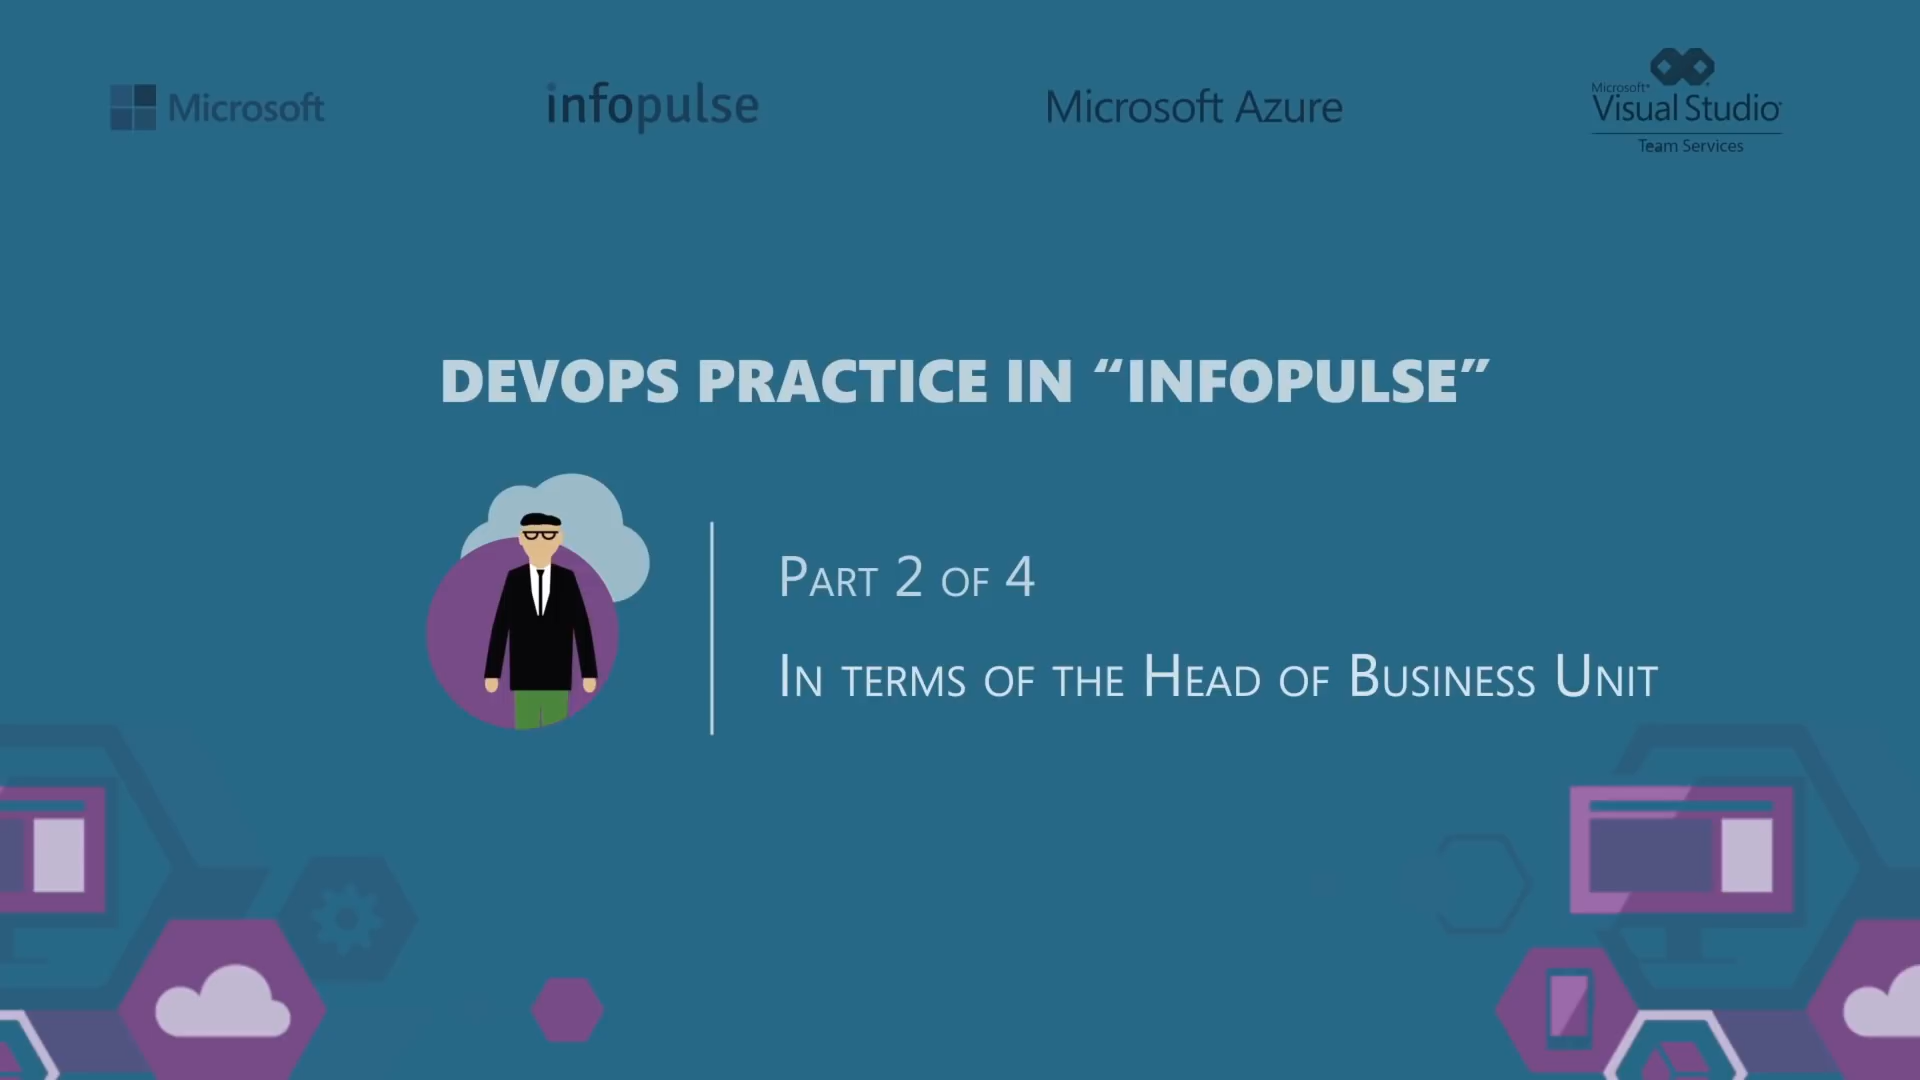 Microsoft
infopulse
Microsoft Azure
Microsoft
Visual Studio
Team Services
DEVOPS PRACTICE IN “INFOPULSE”
Part 2 of 4
In terms of the Head of Business Unit